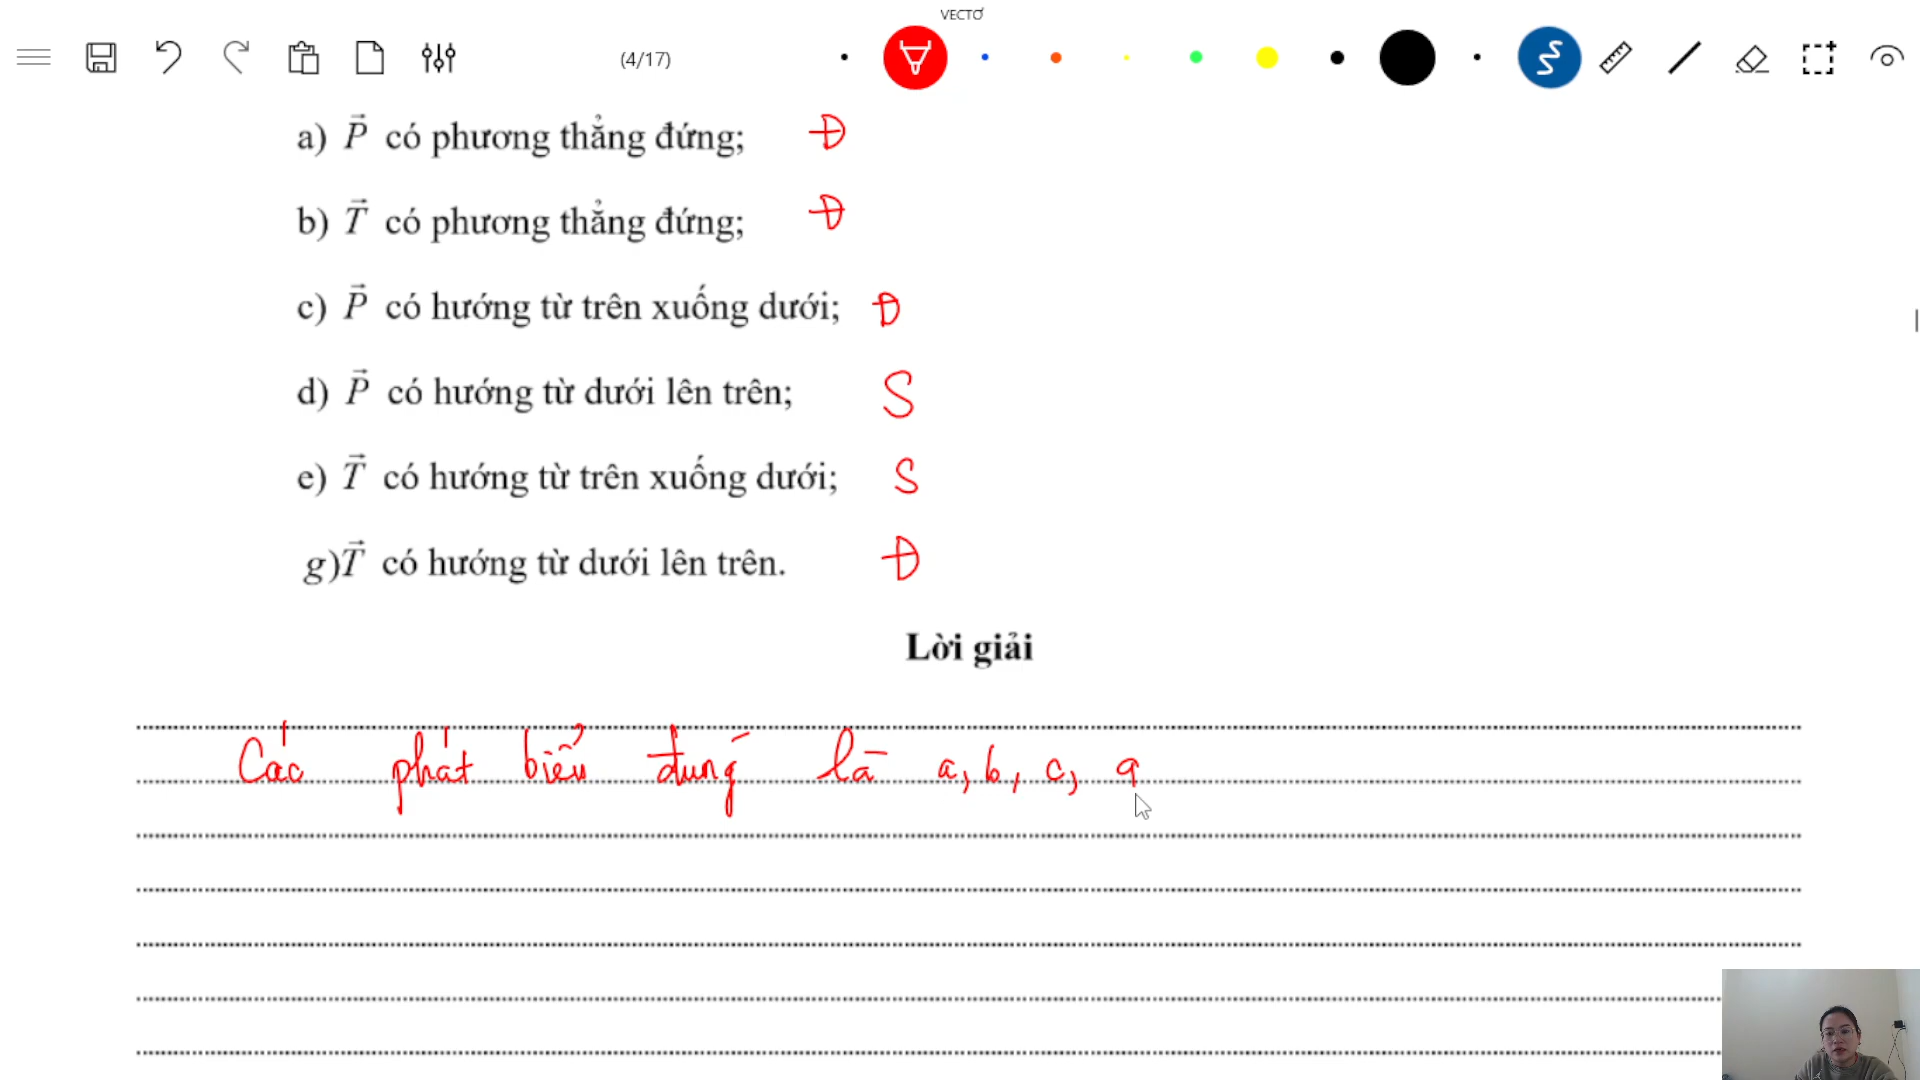 VECTƠ
(4/17)
a) P⃗ có phương thẳng đứng; Đ
b) T⃗ có phương thẳng đứng; Đ
c) P⃗ có hướng từ trên xuống dưới; Đ
d) P⃗ có hướng từ dưới lên trên; S
e) T⃗ có hướng từ trên xuống dưới; S
g)T⃗ có hướng từ dưới lên trên. Đ
Lời giải
Các phát biểu đúng là a, b, c, g